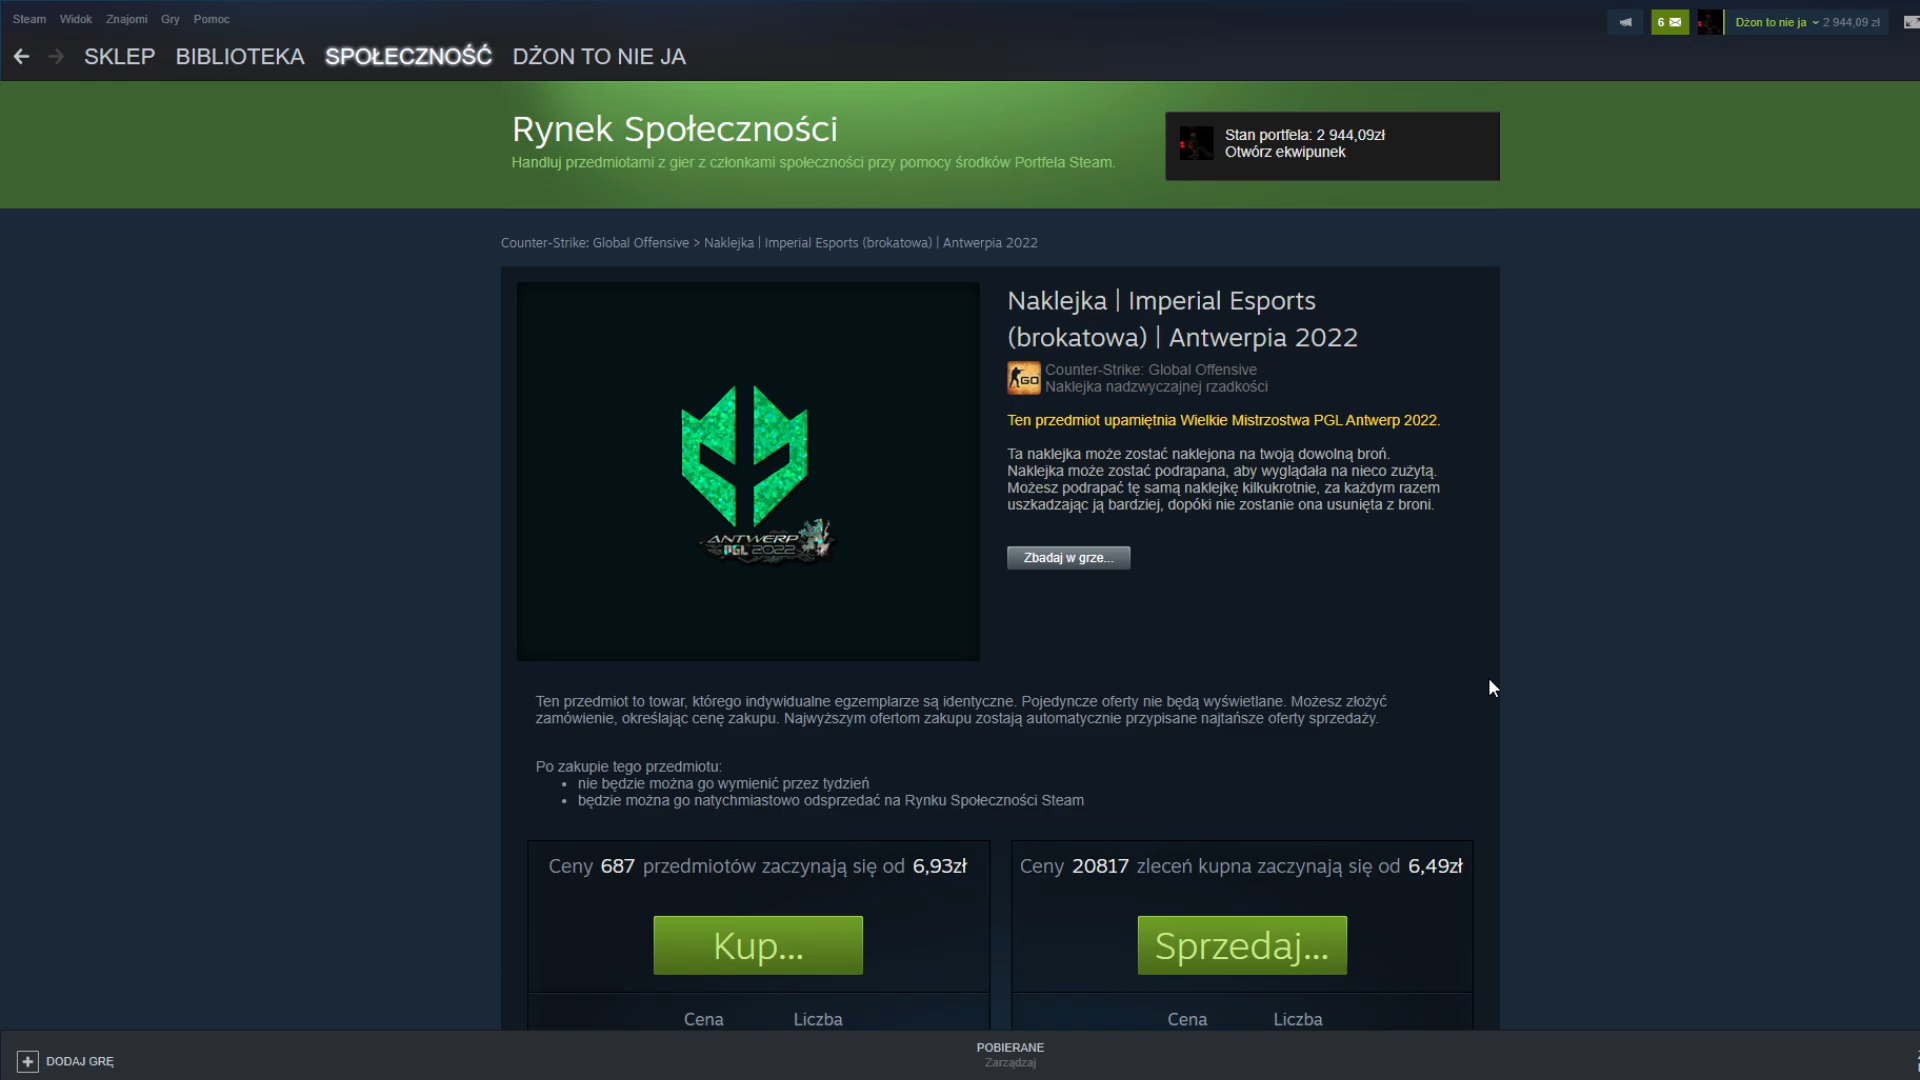 Steam Widok Znajomi Gry Pomoc
6
Dżon to nie ja 2 944,09 zł
SKLEP BIBLIOTEKA SPOŁECZNOŚĆ DŻON TO NIE JA
Rynek Społeczności
Handluj przedmiotami z gier z członkami społeczności przy pomocy środków Portfela Steam.
Stan portfela: 2 944,09zł
Otwórz ekwipunek
Counter-Strike: Global Offensive > Naklejka | Imperial Esports (brokatowa) | Antwerpia 2022
ANTWERP
PGL 2022
Naklejka | Imperial Esports
(brokatowa) | Antwerpia 2022
GO
Counter-Strike: Global Offensive
Naklejka nadzwyczajnej rzadkości
Ten przedmiot upamiętnia Wielkie Mistrzostwa PGL Antwerp 2022.
Ta naklejka może zostać naklejona na twoją dowolną broń.
Naklejka może zostać podrapana, aby wyglądała na nieco zużytą.
Możesz podrapać tę samą naklejkę kilkukrotnie, za każdym razem
uszkadzając ją bardziej, dopóki nie zostanie ona usunięta z broni.
Zbadaj w grze...
Ten przedmiot to towar, którego indywidualne egzemplarze są identyczne. Pojedyncze oferty nie będą wyświetlane. Możesz złożyć
zamówienie, określając cenę zakupu. Najwyższym ofertom zakupu zostają automatycznie przypisane najtańsze oferty sprzedaży.
Po zakupie tego przedmiotu:
• nie będzie można go wymienić przez tydzień
• będzie można go natychmiastowo odsprzedać na Rynku Społeczności Steam
Ceny 687 przedmiotów zaczynają się od 6,93zł
Kup...
Cena Liczba
Ceny 20817 zleceń kupna zaczynają się od 6,49zł
Sprzedaj...
Cena Liczba
+ DODAJ GRĘ
POBIERANE
Zarządzaj